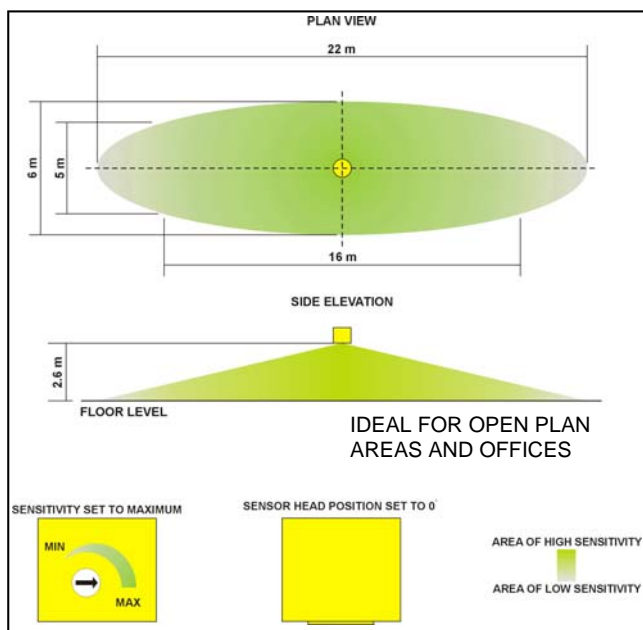 PLAN VIEW
22 m
6 m
5 m
16 m
SIDE ELEVATION
2.6 m
FLOOR LEVEL
IDEAL FOR OPEN PLAN
AREAS AND OFFICES
SENSITIVITY SET TO MAXIMUM
SENSOR HEAD POSITION SET TO 0°
MIN
MAX
AREA OF HIGH SENSITIVITY
AREA OF LOW SENSITIVITY